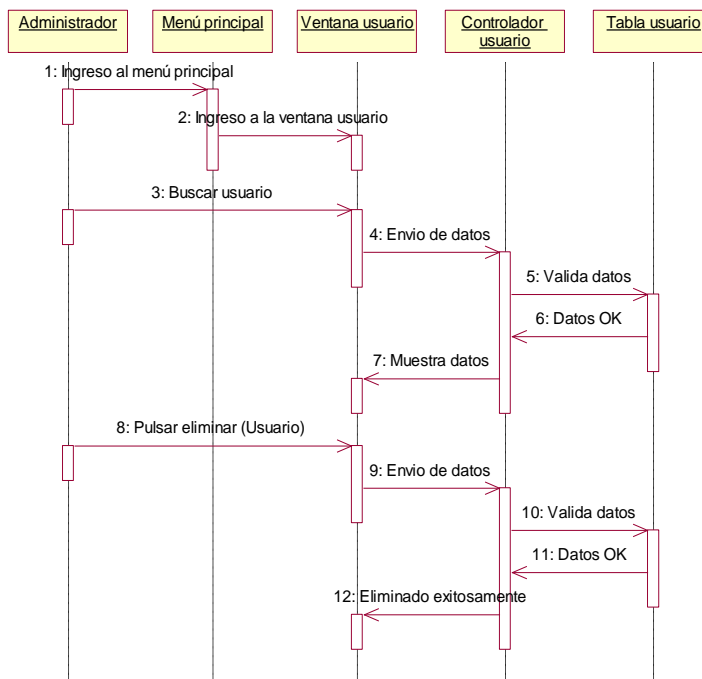 Administrador
Menú principal
Ventana usuario
Controlador
usuario
Tabla usuario
1: Ingreso al menú principal
2: Ingreso a la ventana usuario
3: Buscar usuario
4: Envio de datos
5: Valida datos
6: Datos OK
7: Muestra datos
8: Pulsar eliminar (Usuario)
9: Envio de datos
10: Valida datos
11: Datos OK
12: Eliminado exitosamente